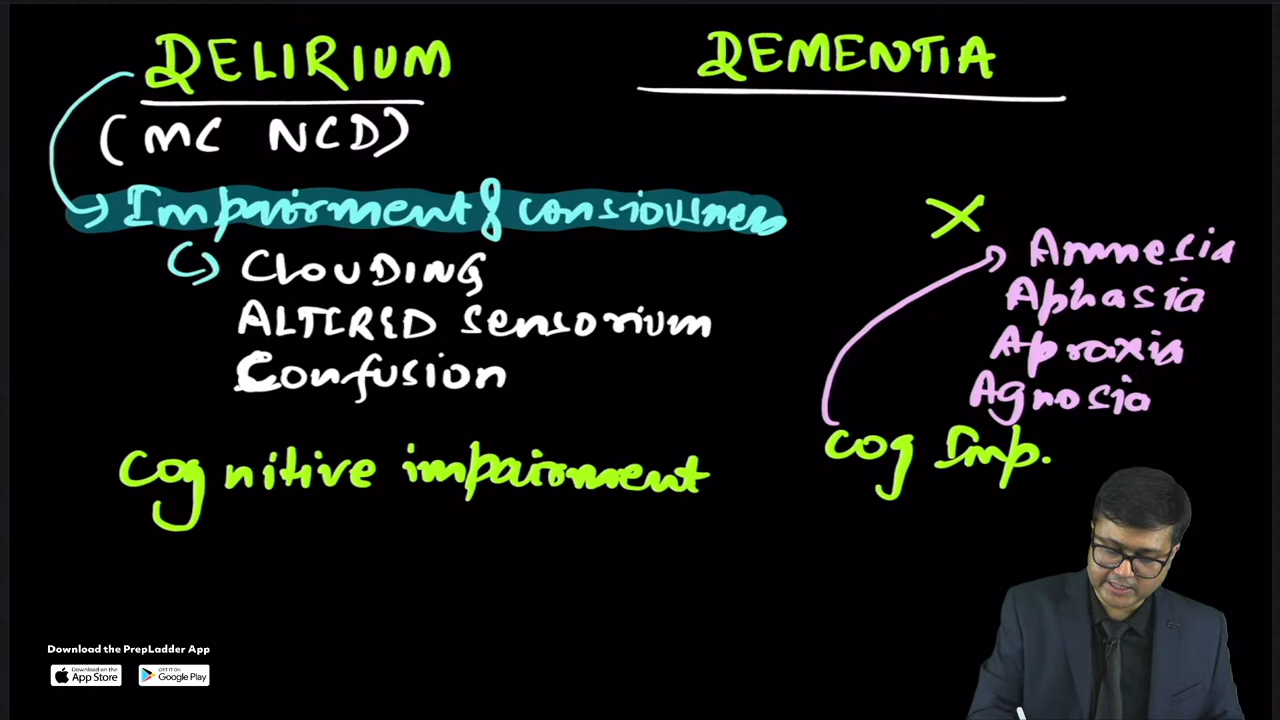 DELIRIUM
DEMENTIA
(MC NCD)
Impairment of consiousness
X
CLOUDING
ALTERED sensorium
Confusion
Amnesia
Aphasia
Apraxia
Agnosia
Cognitive impairment
Cog Imp.
Download the PrepLadder App
Download on the
App Store
GET IT ON
Google Play